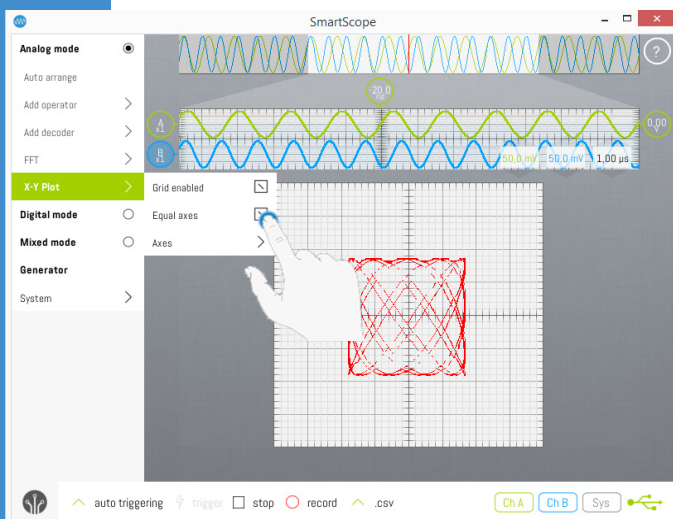 SmartScope
Analog mode
Auto arrange
Add operator
Add decoder
FFT
X-Y Plot
Digital mode
Mixed mode
Generator
System
Grid enabled
Equal axes
Axes
?
-20,0
ns
A
B
0,00
V
50,0 mV 50,0 mV 1,00 µs
auto triggering trigger stop record .csv
Ch A Ch B Sys